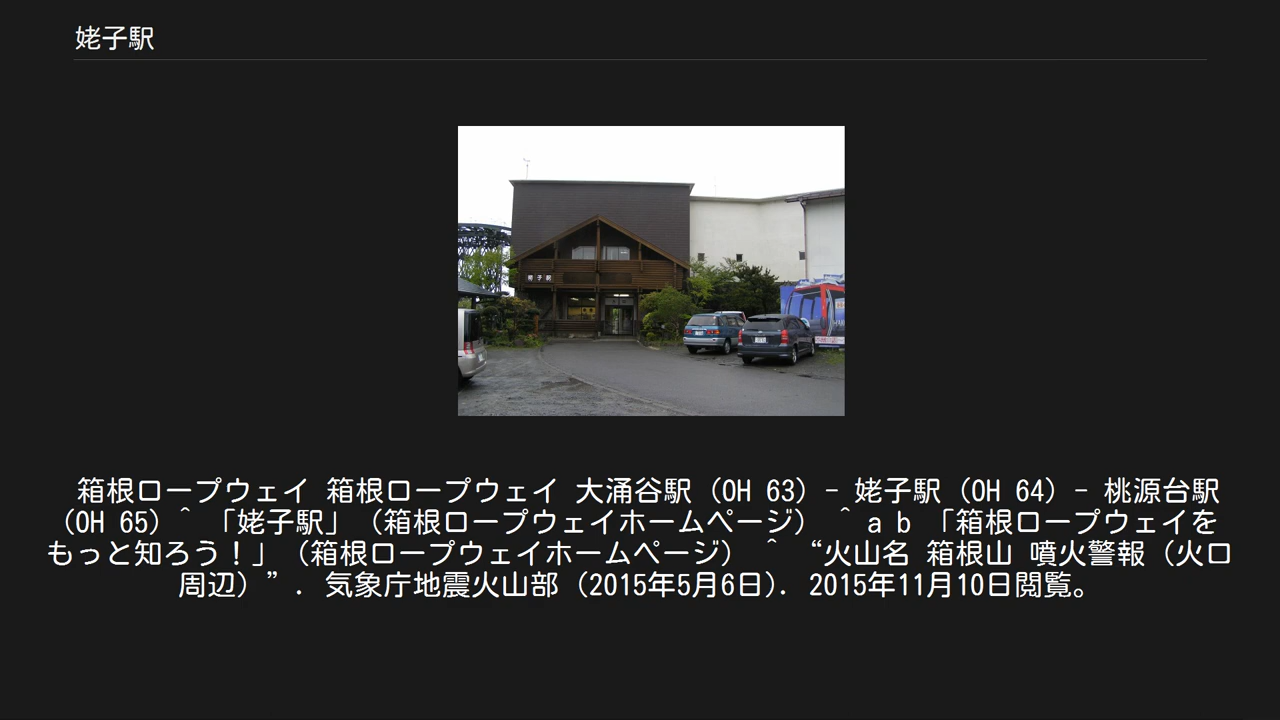 姥子駅
姥子駅
箱根ロープウェイ 箱根ロープウェイ 大涌谷駅 (OH 63) - 姥子駅 (OH 64) - 桃源台駅
(OH 65) ^ 「姥子駅」（箱根ロープウェイホームページ） ^ a b 「箱根ロープウェイを
もっと知ろう！」（箱根ロープウェイホームページ） ^ “火山名 箱根山 噴火警報（火口
周辺）”. 気象庁地震火山部 (2015年5月6日). 2015年11月10日閲覧。